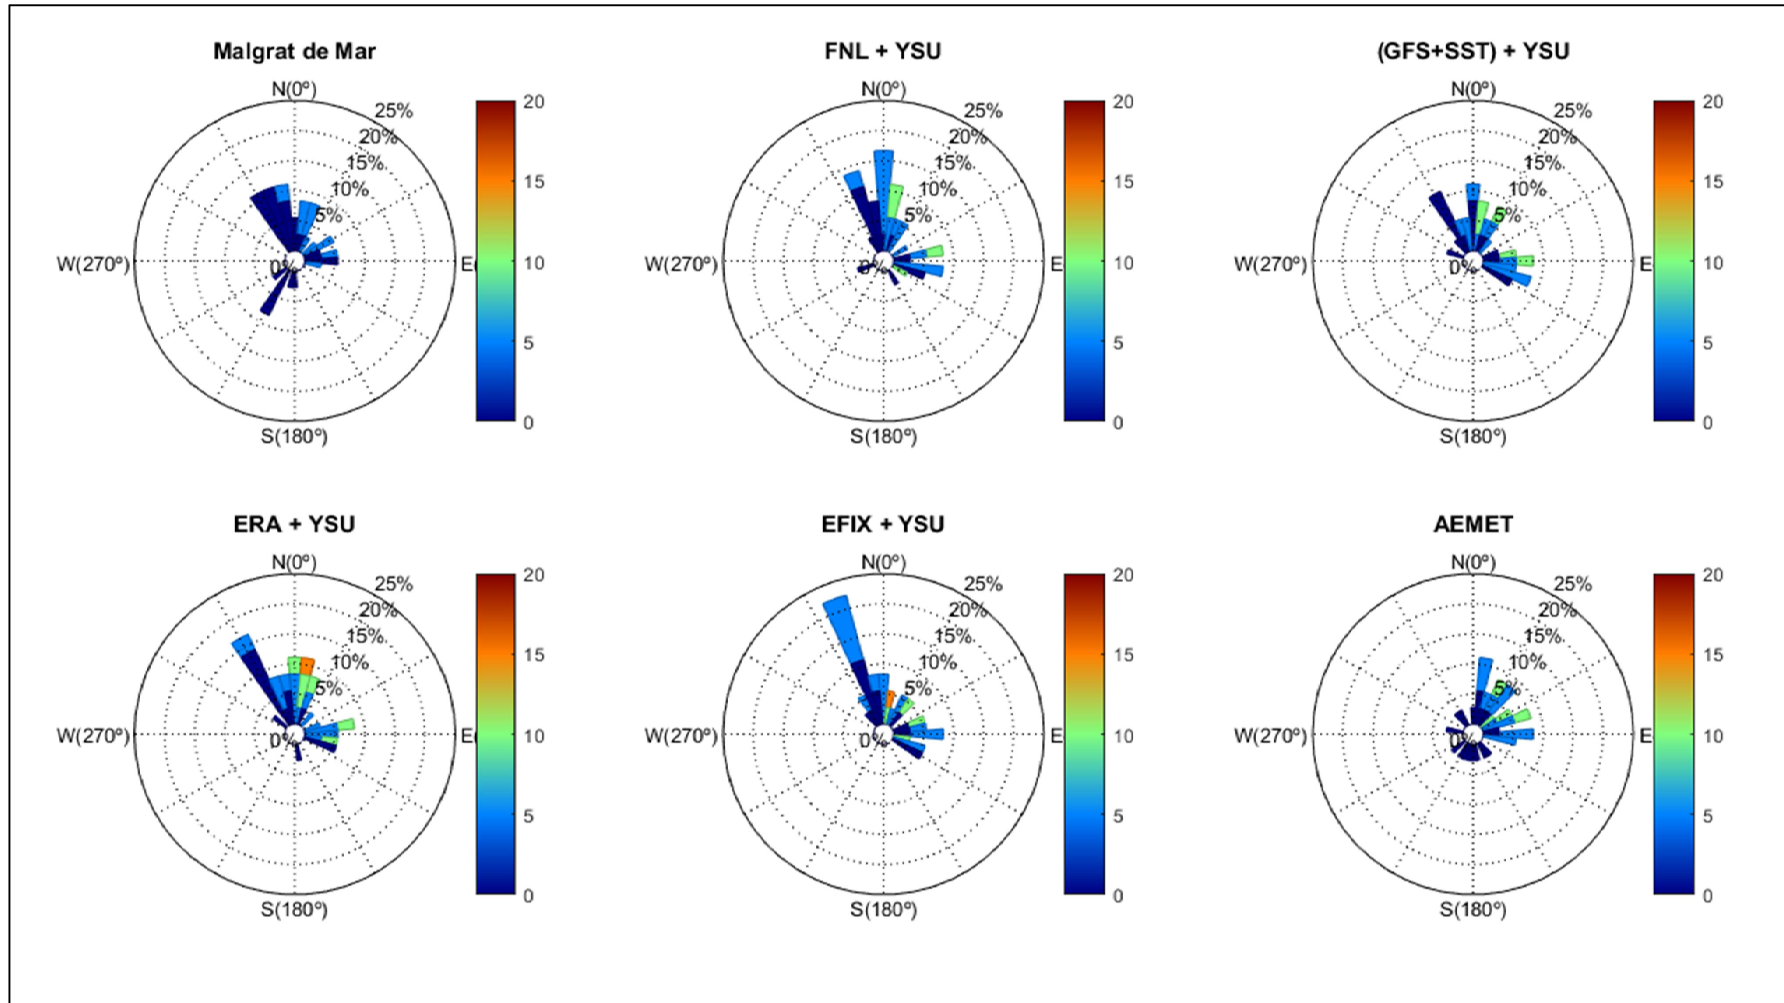 Malgrat de Mar
N(0º)
25%
20%
15%
10%
5%
0%
W(270º)
E(
S(180º)
20
15
10
5
0
FNL + YSU
N(0º)
25%
20%
15%
10%
5%
0%
W(270º)
E(
S(180º)
20
15
10
5
0
(GFS+SST) + YSU
N(0º)
25%
20%
15%
10%
5%
0%
W(270º)
E
S(180º)
20
15
10
5
0
ERA + YSU
N(0º)
25%
20%
15%
10%
5%
0%
W(270º)
E(
S(180º)
20
15
10
5
0
EFIX + YSU
N(0º)
25%
20%
15%
10%
5%
0%
W(270º)
E(
S(180º)
20
15
10
5
0
AEMET
N(0º)
25%
20%
15%
10%
5%
0%
W(270º)
E
S(180º)
20
15
10
5
0